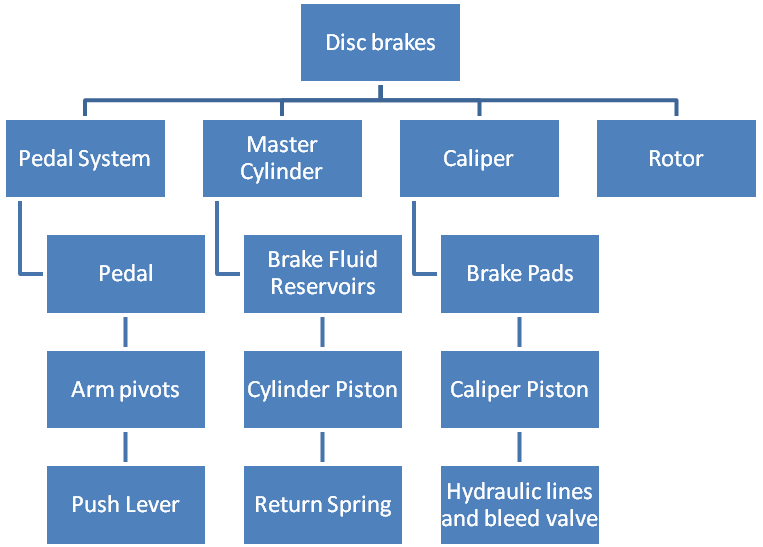 Disc brakes
Pedal System
Master
Cylinder
Caliper
Rotor
Pedal
Brake Fluid
Reservoirs
Brake Pads
Arm pivots
Cylinder Piston
Caliper Piston
Push Lever
Return Spring
Hydraulic lines
and bleed valve